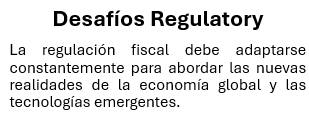 Desafíos Regulatory
La regulación fiscal debe adaptarse
constantemente para abordar las nuevas
realidades de la economía global y las
tecnologías emergentes.